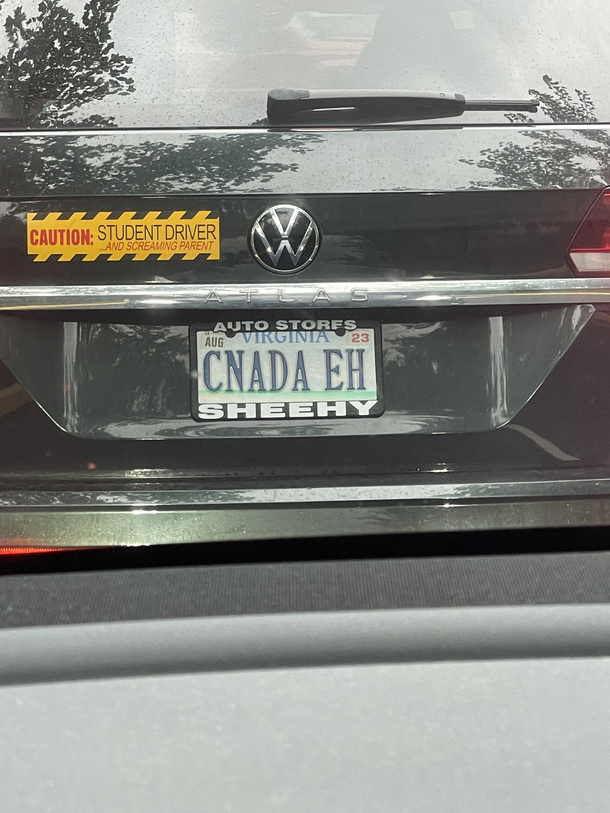 CAUTION: STUDENT DRIVER
...AND SCREAMING PARENT
ATLAS
AUTO STORES
VIRGINIA
AUG 23
CNADA EH
SHEEHY